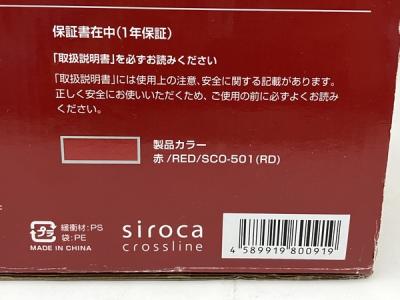 保証書在中(1年保証)
「取扱説明書」を必ずお読みください
「取扱説明書」には使用上の注意、安全に関する記載があります。
正しく安全にお使いいただくため、ご使用の前に必ずよくお読み
ください。
製品カラー
赤/RED/SCO-501(RD)
プラ
緩衝材:PS
袋:PE
MADE IN CHINA
siroca
crossline
4 589919 800919